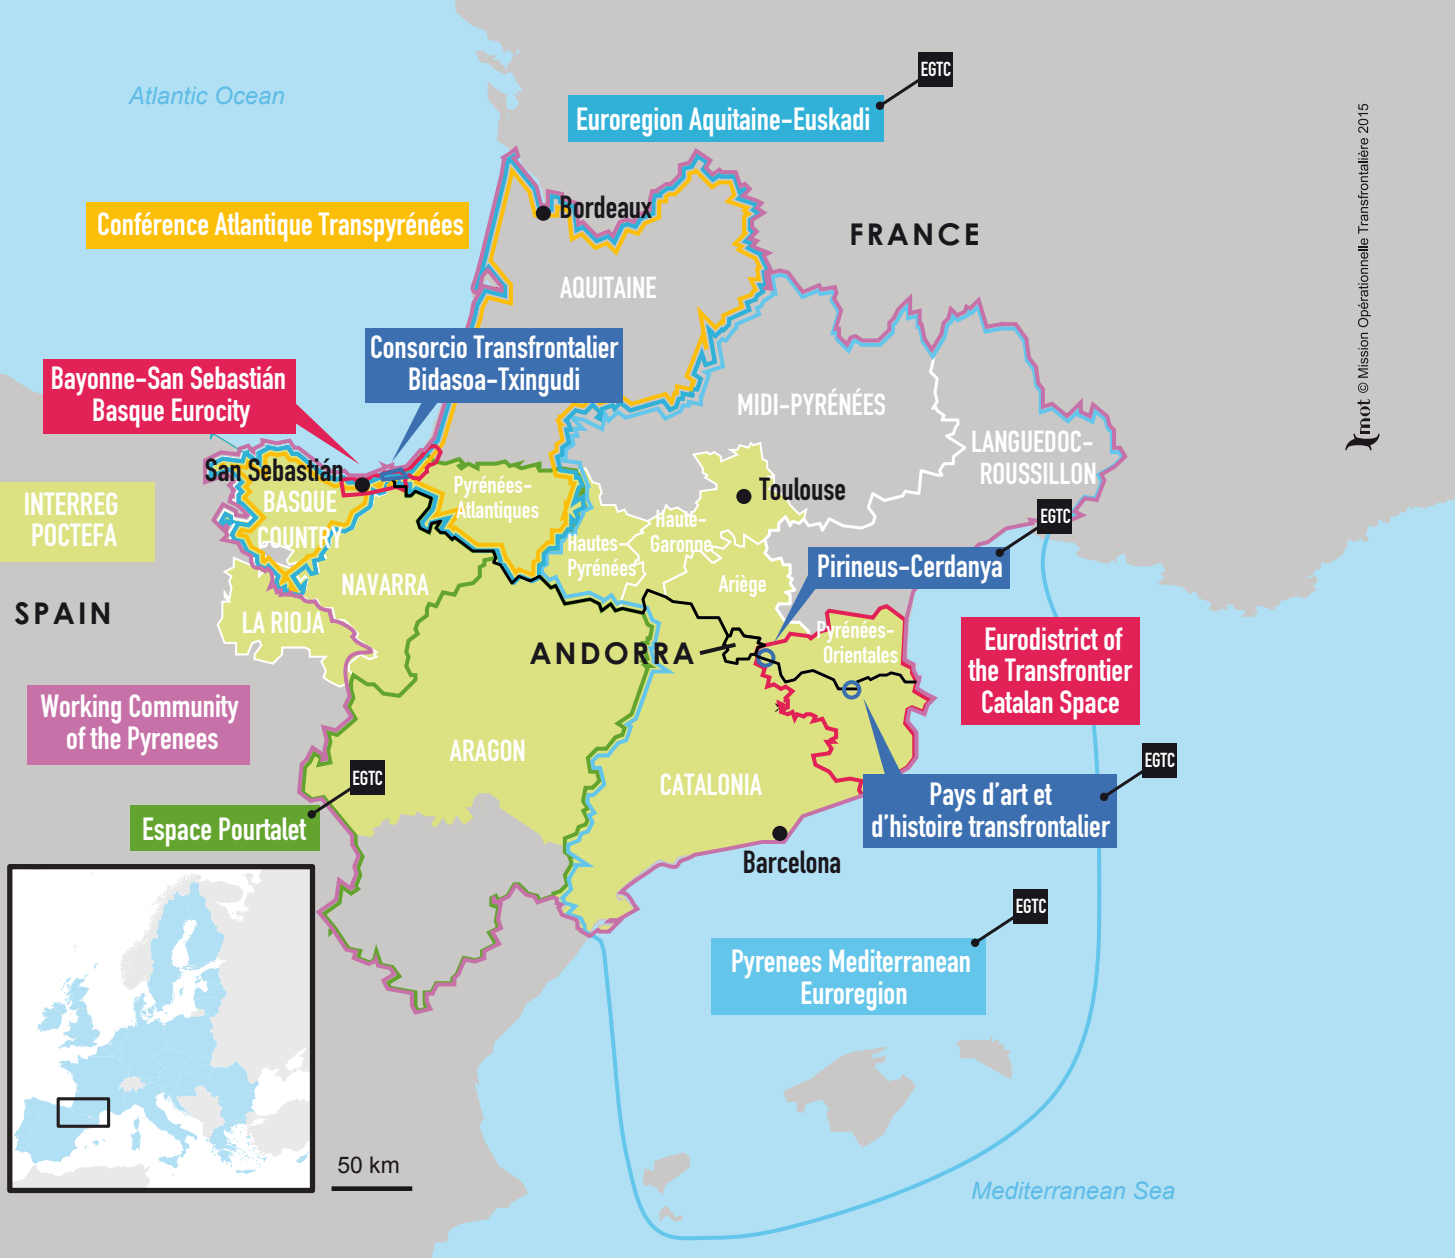 Atlantic Ocean
EGTC
Euroregion Aquitaine-Euskadi
Conférence Atlantique Transpyrénées
Bordeaux
FRANCE
AQUITAINE
Consorcio Transfrontalier
Bidasoa-Txingudi
Bayonne-San Sebastián
Basque Eurocity
MIDI-PYRÉNÉES
LANGUEDOC-
ROUSSILLON
San Sebastián
BASQUE
COUNTRY
Pyrénées-
Atlantiques
Toulouse
INTERREG
POCTEFA
Haute-
Garonne
Hautes-
Pyrénées
EGTC
Pirineus-Cerdanya
Ariège
NAVARRA
SPAIN
LA RIOJA
ANDORRA
Pyrénées-
Orientales
Eurodistrict of
the Transfrontier
Catalan Space
Working Community
of the Pyrenees
ARAGON
CATALONIA
EGTC
EGTC
Espace Pourtalet
Pays d'art et
d'histoire transfrontalier
Barcelona
EGTC
Pyrenees Mediterranean
Euroregion
50 km
Mediterranean Sea
mot © Mission Opérationnelle Transfrontalière 2015